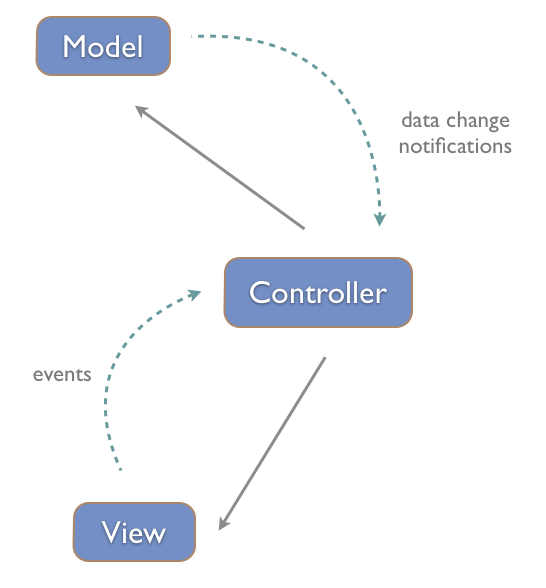 Model
data change
notifications
Controller
events
View